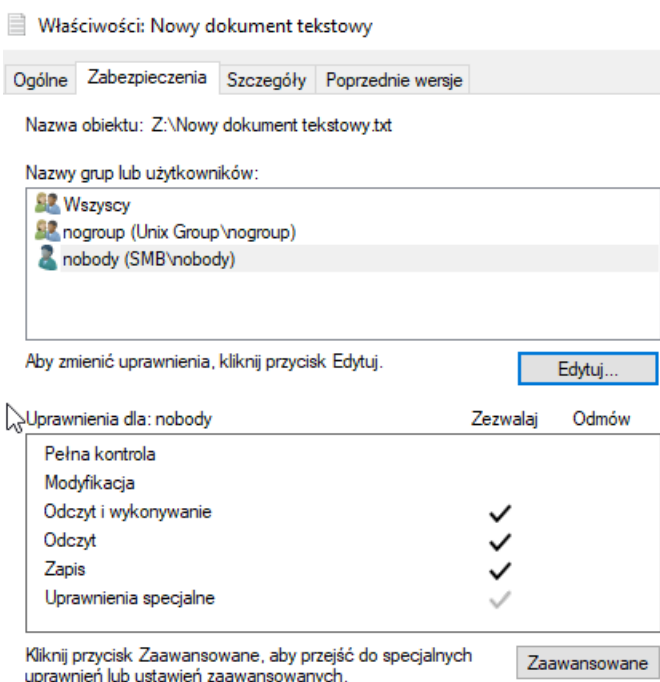 Właściwości: Nowy dokument tekstowy
Ogólne Zabezpieczenia Szczegóły Poprzednie wersje
Nazwa obiektu: Z:\Nowy dokument tekstowy.txt
Nazwy grup lub użytkowników:
Wszyscy
nogroup (Unix Group\nogroup)
nobody (SMB\nobody)
Aby zmienić uprawnienia, kliknij przycisk Edytuj.
Edytuj...
Uprawnienia dla: nobody Zezwalaj Odmów
Pełna kontrola
Modyfikacja
Odczyt i wykonywanie
Odczyt
Zapis
Uprawnienia specjalne
Kliknij przycisk Zaawansowane, aby przejść do specjalnych
uprawnień lub ustawień zaawansowanych.
Zaawansowane